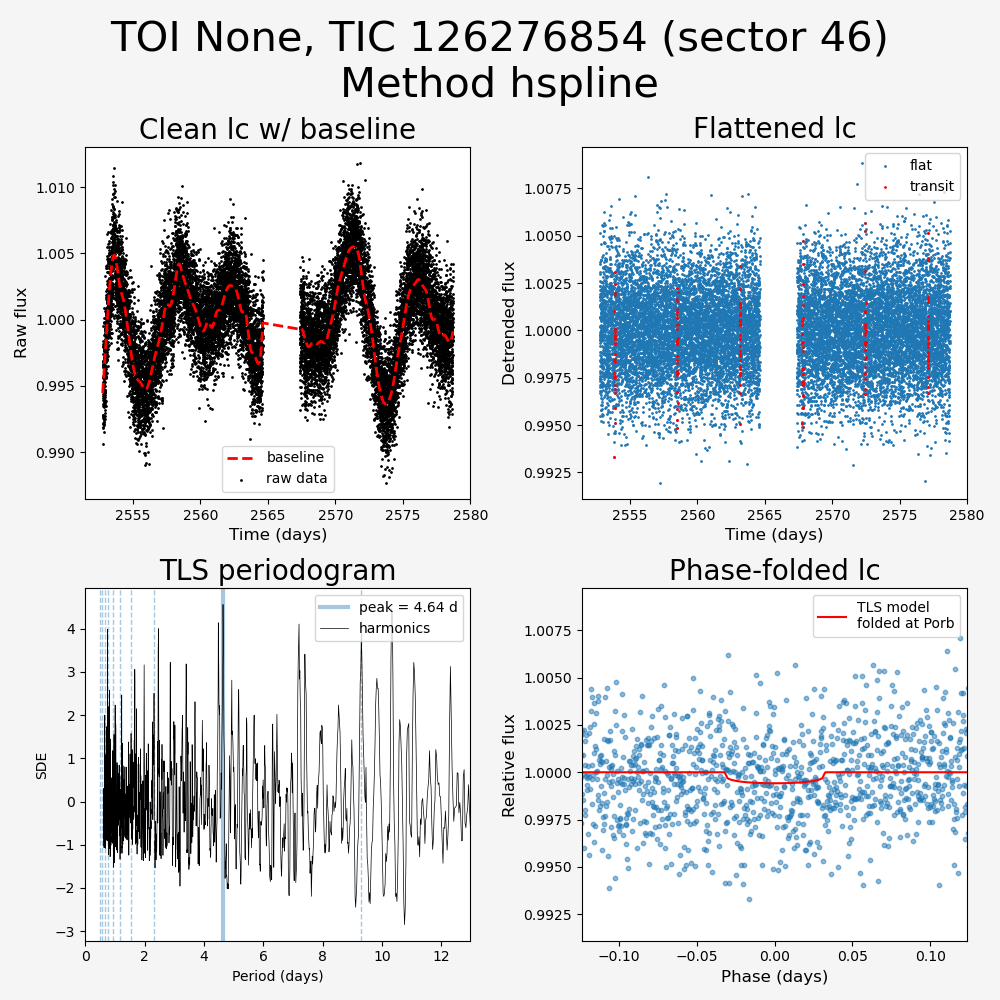 TOI None, TIC 126276854 (sector 46)
Method hspline
Clean lc w/ baseline
Raw flux
1.010
1.005
1.000
0.995
0.990
baseline
raw data
2555
2560
2565
2570
2575
2580
Time (days)
Flattened lc
Detrended flux
1.0075
1.0050
1.0025
1.0000
0.9975
0.9950
0.9925
flat
transit
2555
2560
2565
2570
2575
2580
Time (days)
TLS periodogram
SDE
4
3
2
1
0
−1
−2
−3
peak = 4.64 d
harmonics
0
2
4
6
8
10
12
Period (days)
Phase-folded lc
Relative flux
1.0075
1.0050
1.0025
1.0000
0.9975
0.9950
0.9925
TLS model
folded at Porb
−0.10
−0.05
0.00
0.05
0.10
Phase (days)